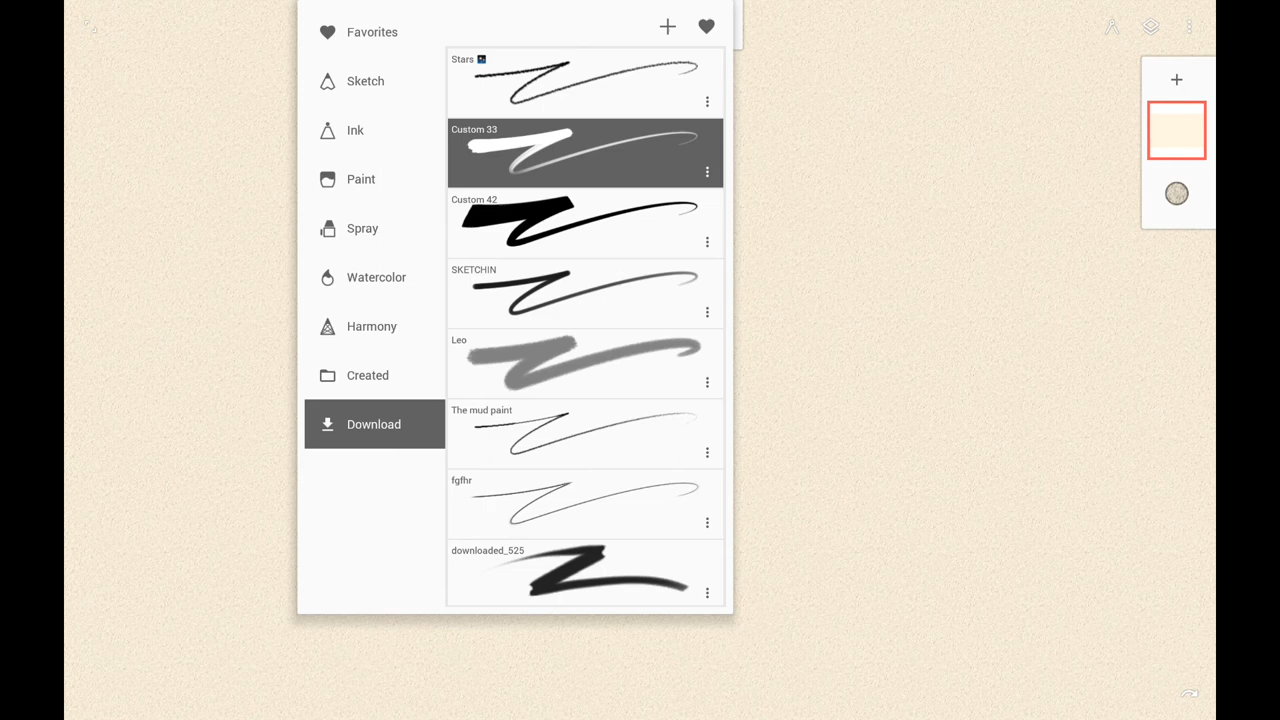 Favorites
Sketch
Ink
Paint
Spray
Watercolor
Harmony
Created
Download
Stars
Custom 33
Custom 42
SKETCHIN
Leo
The mud paint
fgfhr
downloaded_525